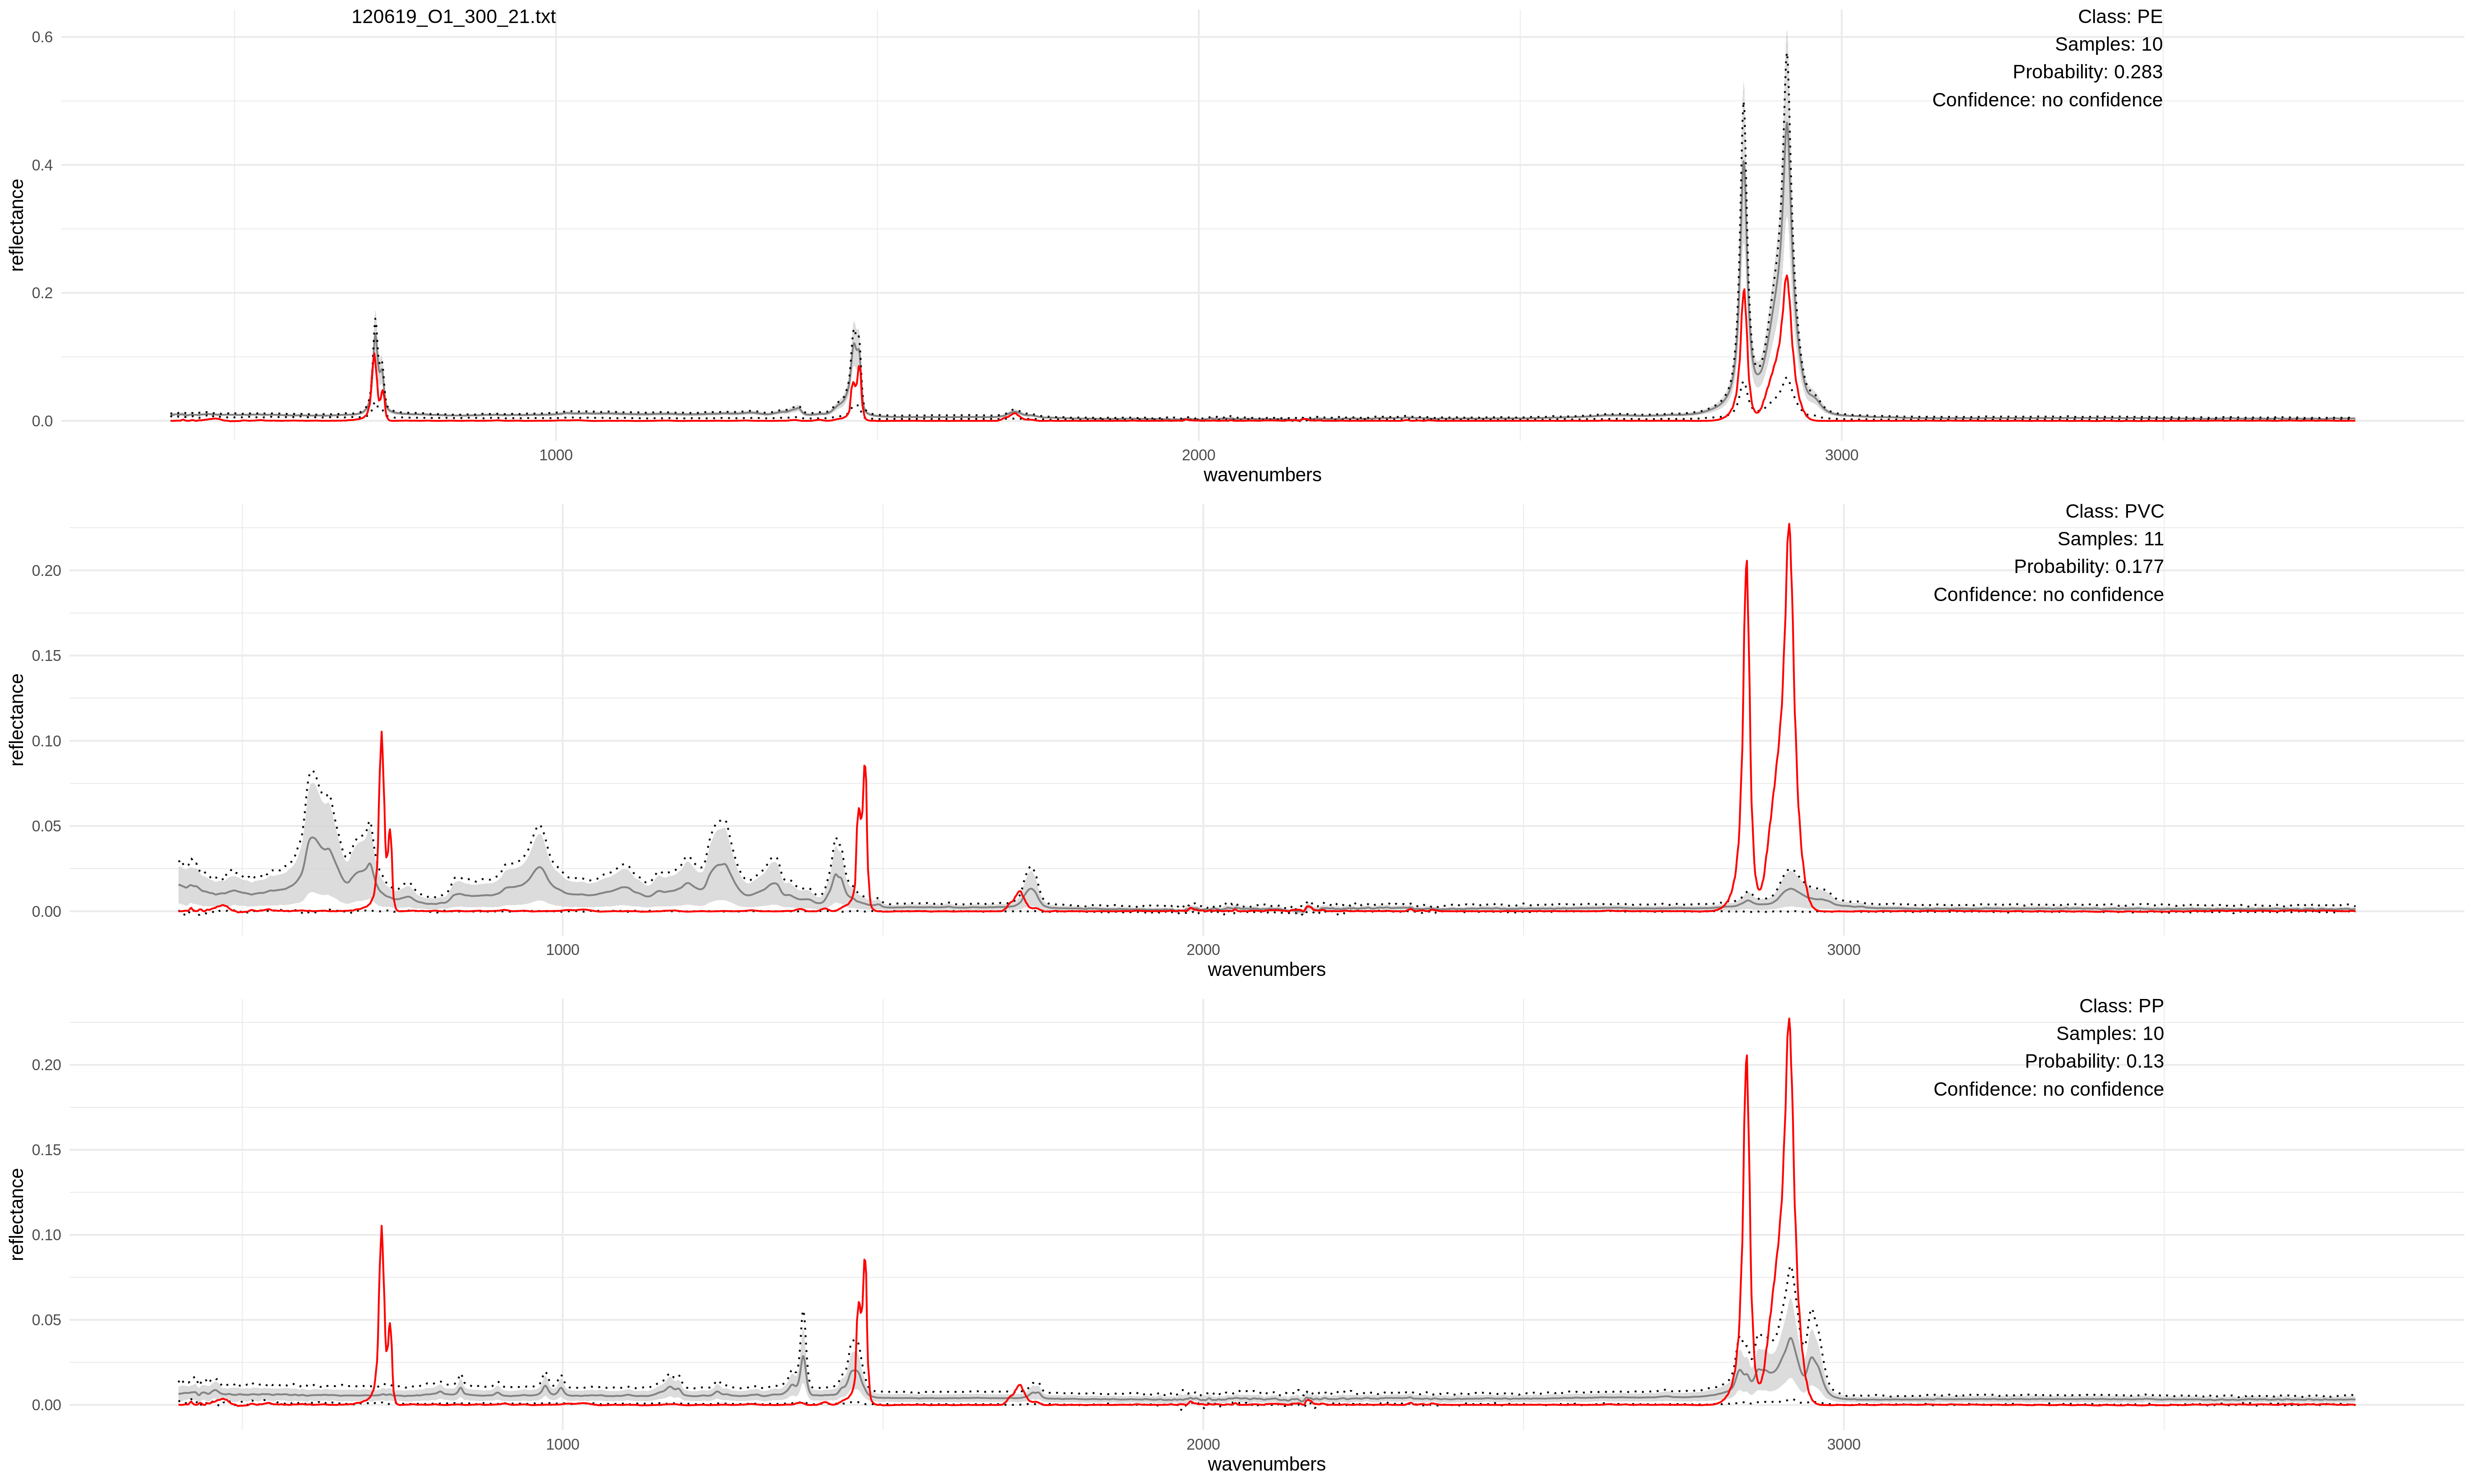 120619_O1_300_21.txt
Class: PE
Samples: 10
Probability: 0.283
Confidence: no confidence
0.6
0.4
0.2
0.0
reflectance
1000
2000
3000
wavenumbers
Class: PVC
Samples: 11
Probability: 0.177
Confidence: no confidence
0.20
0.15
0.10
0.05
0.00
reflectance
1000
2000
3000
wavenumbers
Class: PP
Samples: 10
Probability: 0.13
Confidence: no confidence
0.20
0.15
0.10
0.05
0.00
reflectance
1000
2000
3000
wavenumbers